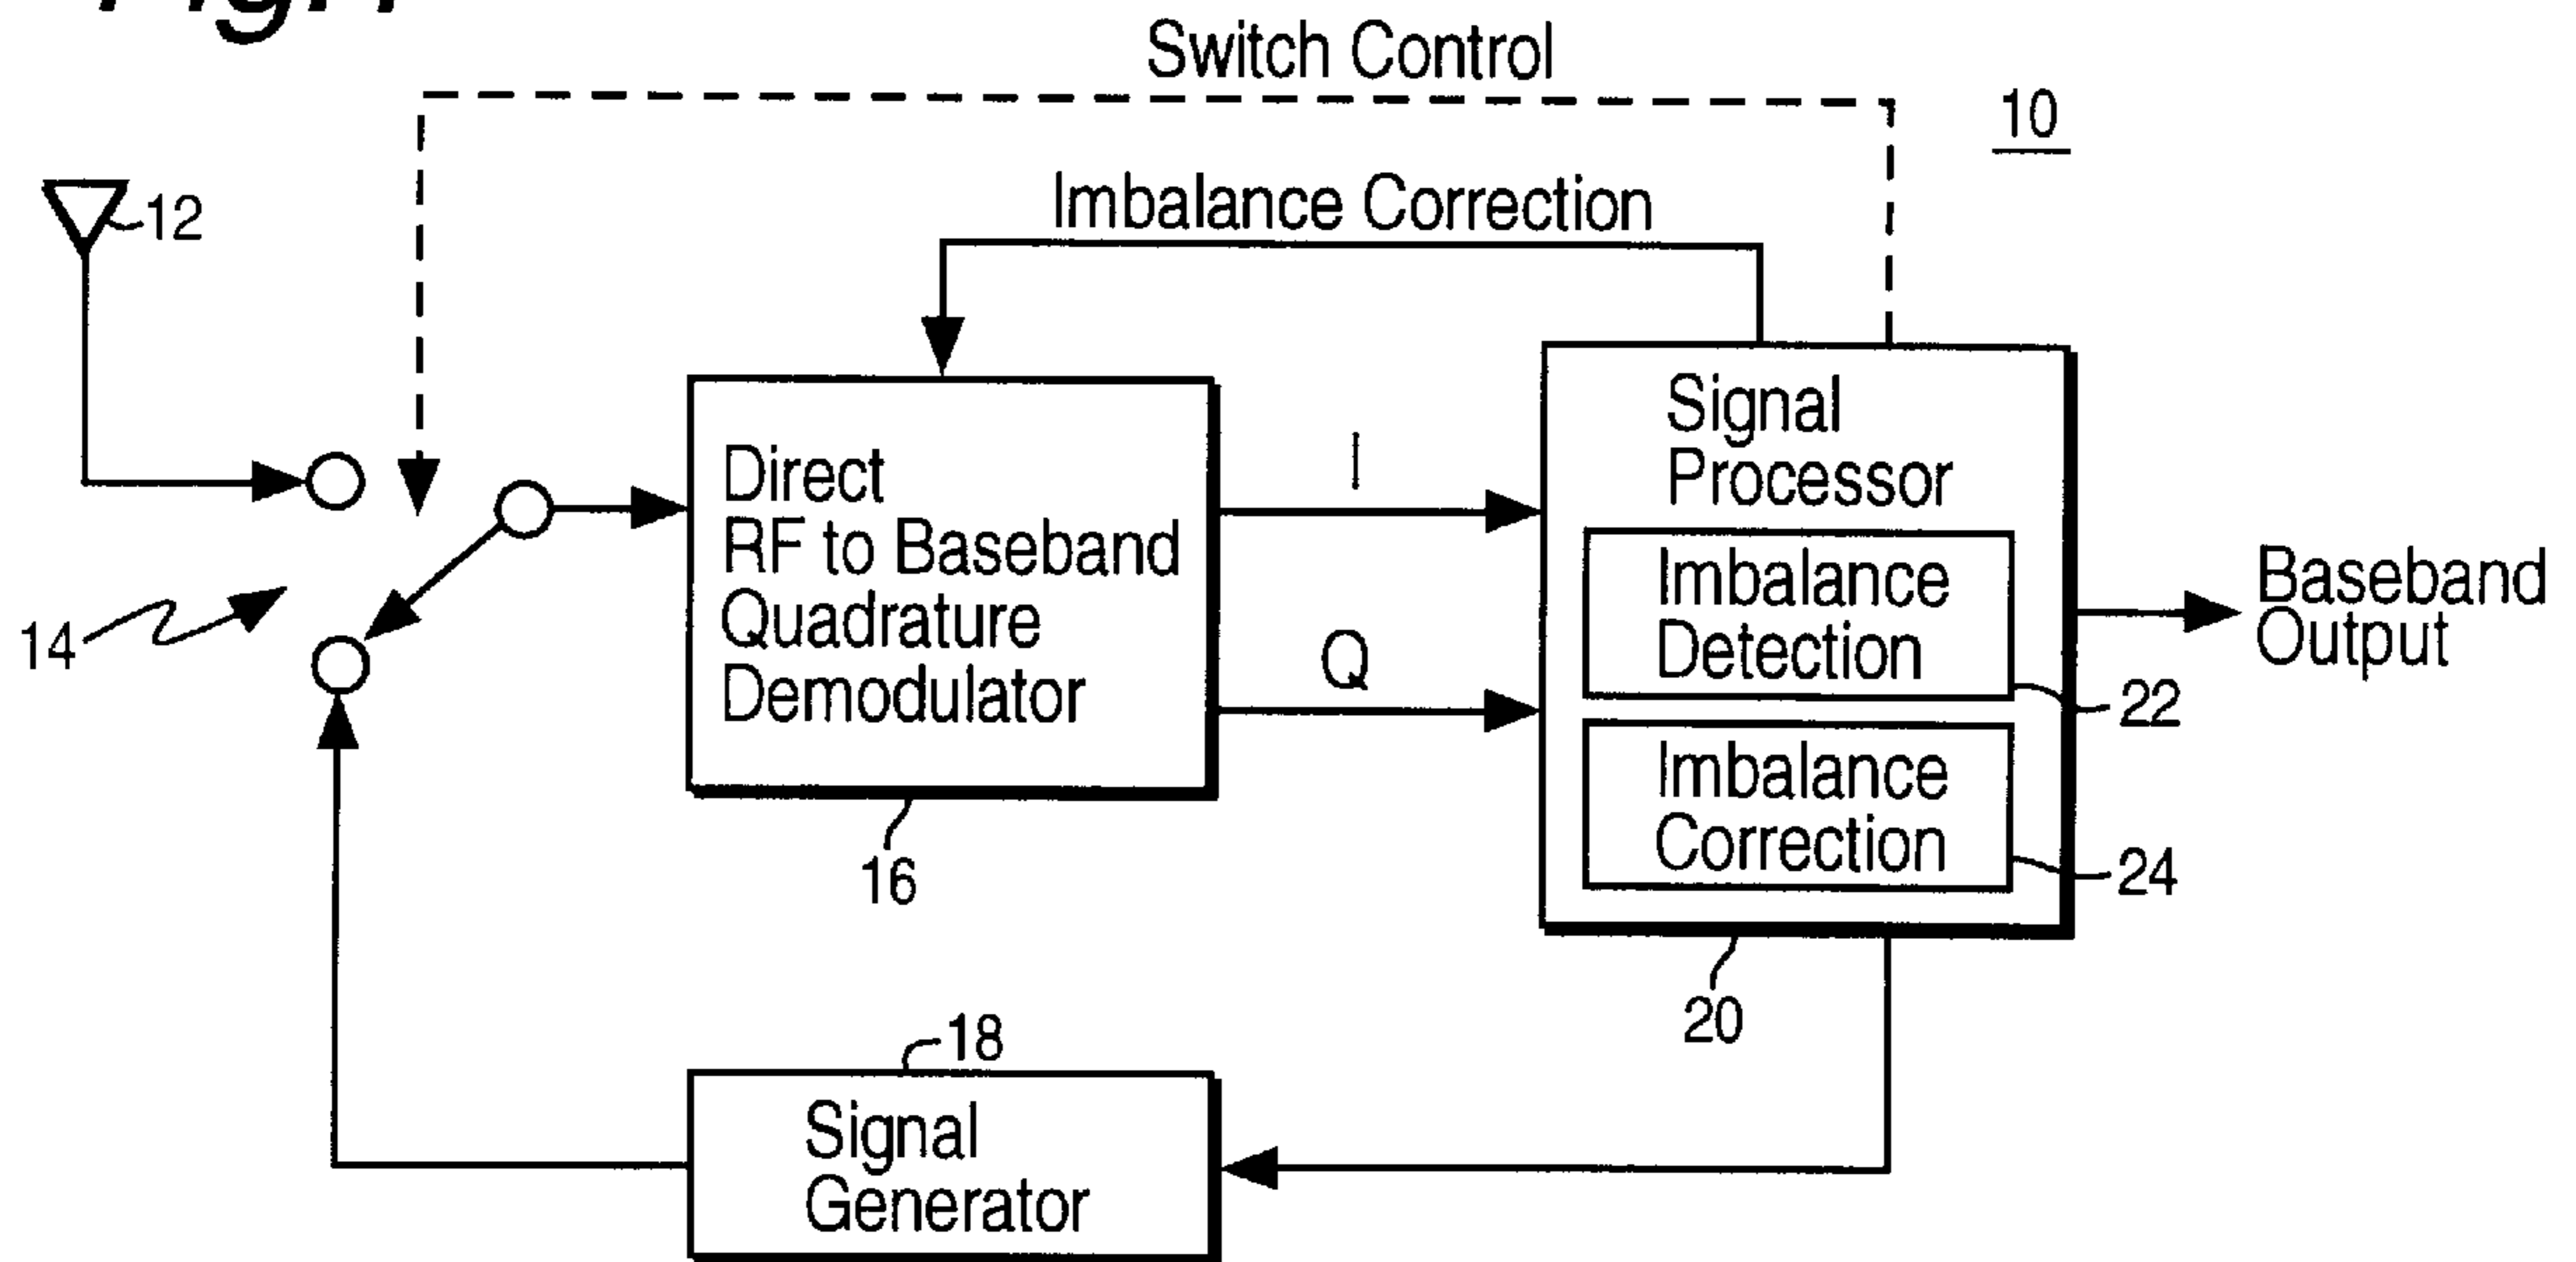 Switch Control
10
Imbalance Correction
12
Signal
Processor
Direct
RF to Baseband
Quadrature
Demodulator
I
Q
Imbalance
Detection
Baseband
Output
14
22
Imbalance
Correction
24
16
20
18
Signal
Generator